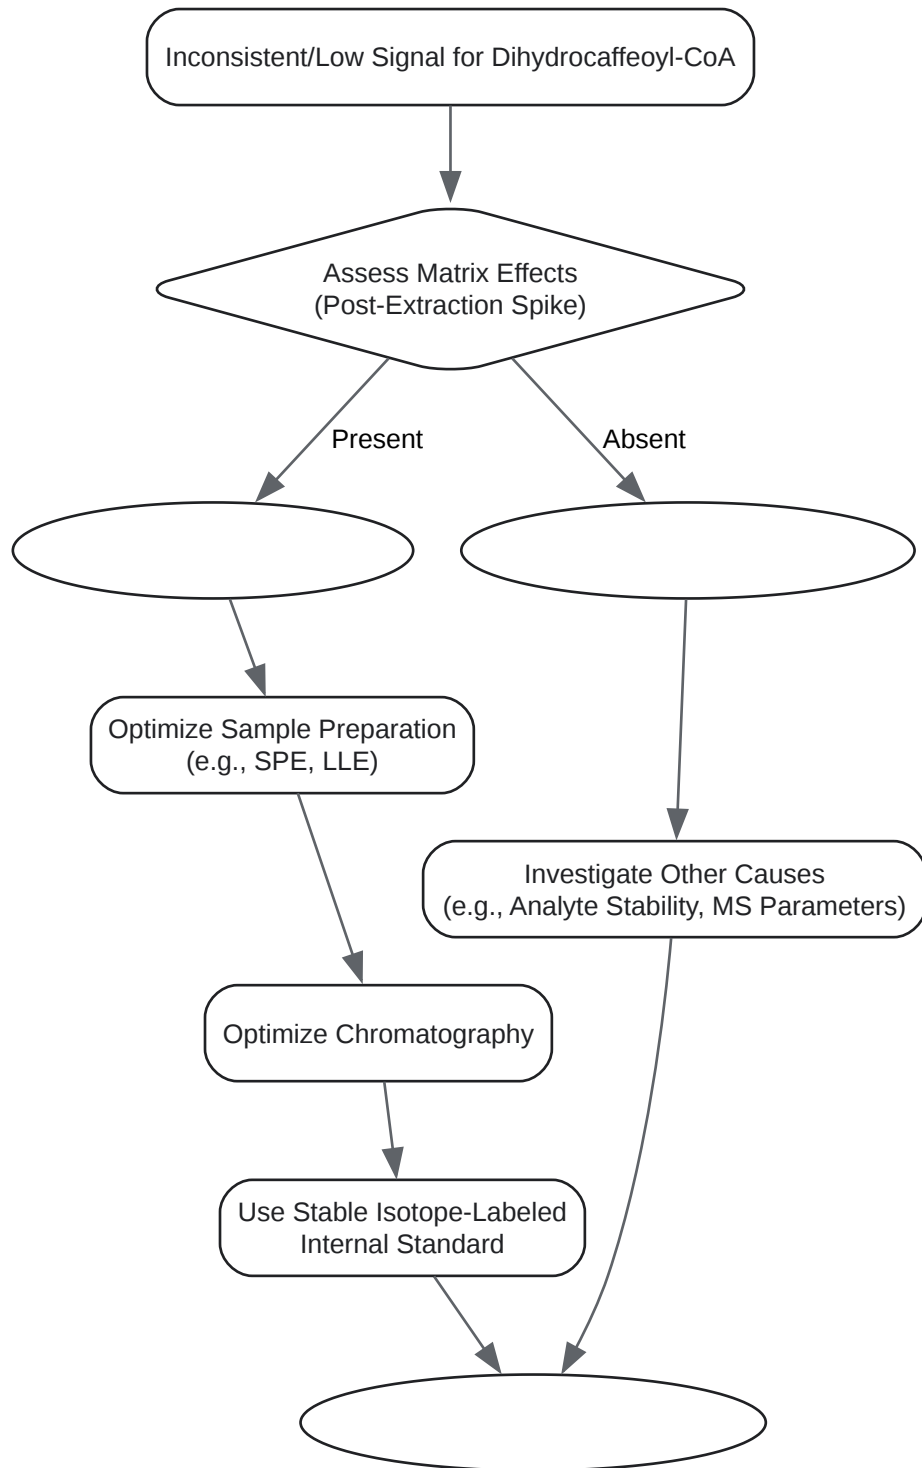 Inconsistent/Low Signal for Dihydrocaffeoyl-CoA
Assess Matrix Effects
(Post-Extraction Spike)
Present
Absent
Optimize Sample Preparation
(e.g., SPE, LLE)
Investigate Other Causes
(e.g., Analyte Stability, MS Parameters)
Optimize Chromatography
Use Stable Isotope-Labeled
Internal Standard